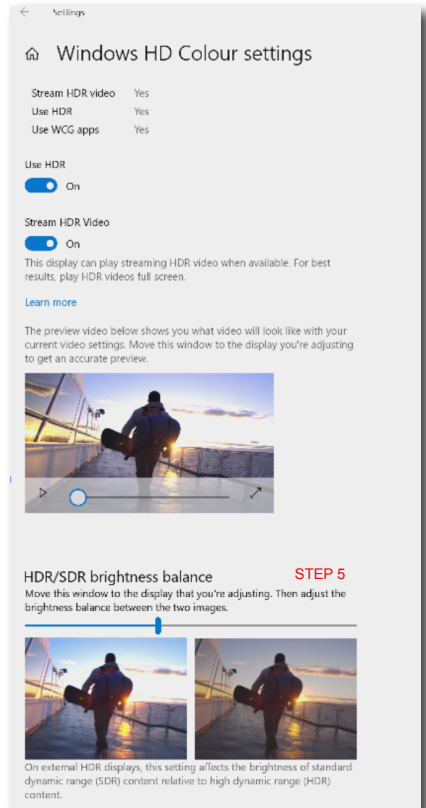 Settings
Windows HD Colour settings
Stream HDR video Yes
Use HDR Yes
Use WCG apps Yes
Use HDR
On
Stream HDR Video
On
This display can play streaming HDR video when available. For best
results, play HDR videos full screen.
Learn more
The preview video below shows you what video will look like with your
current video settings. Move this window to the display you're adjusting
to get an accurate preview.
HDR/SDR brightness balance STEP 5
Move this window to the display that you're adjusting. Then adjust the
brightness balance between the two images.
On external HDR displays, this setting affects the brightness of standard
dynamic range (SDR) content relative to high dynamic range (HDR)
content.